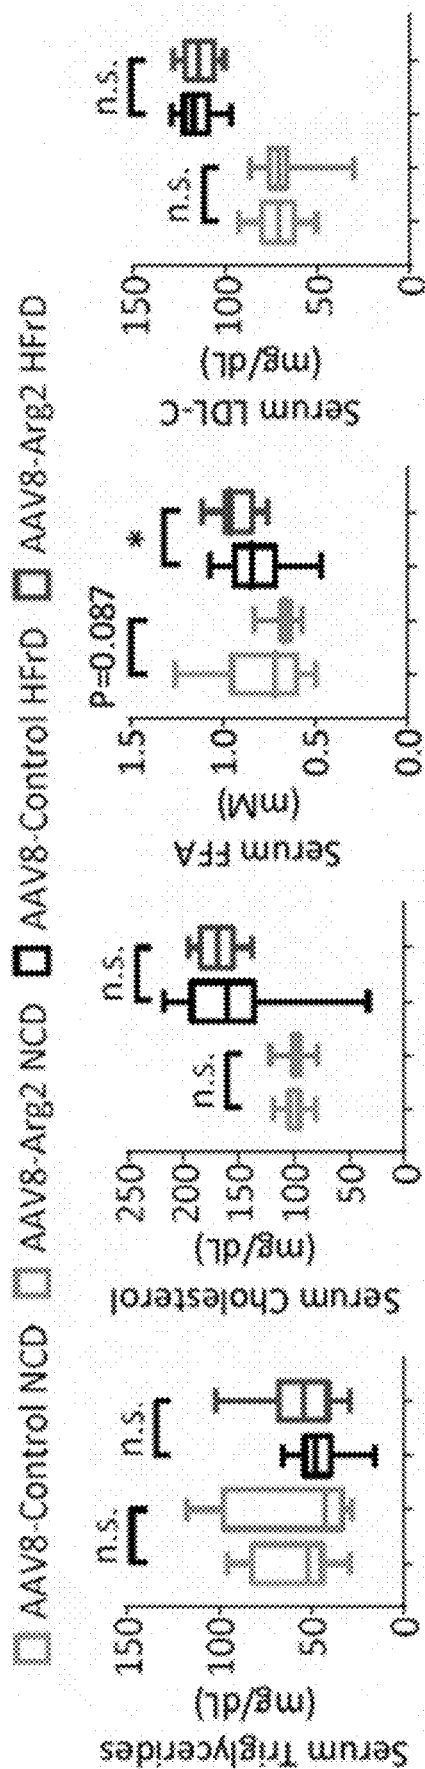 AAV8-Control NCD AAV8-Arg2 NCD AAV8-Control HFrD AAV8-Arg2 HFrD
Serum Triglycerides
(mg/dL)
150
100
50
0
n.s.
n.s.
Serum Cholesterol
(mg/dL)
250
200
150
100
50
0
n.s.
n.s.
Serum FFA
(mM)
1.5
1.0
0.5
0.0
P=0.087
*
Serum LDL-C
(mg/dL)
150
100
50
0
n.s.
n.s.